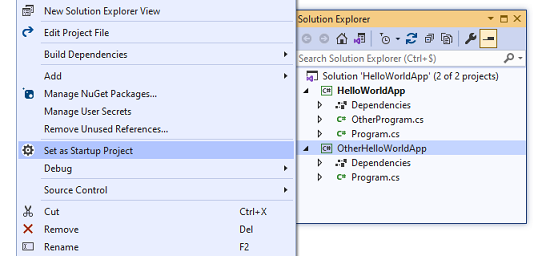 New Solution Explorer View
Edit Project File
Build Dependencies
Add
Manage NuGet Packages...
Manage User Secrets
Remove Unused References...
Set as Startup Project
Debug
Source Control
Cut Ctrl+X
Remove Del
Rename F2
Solution Explorer
Search Solution Explorer (Ctrl+$)
Solution 'HelloWorldApp' (2 of 2 projects)
C# HelloWorldApp
Dependencies
C# OtherProgram.cs
C# Program.cs
C# OtherHelloWorldApp
Dependencies
C# Program.cs